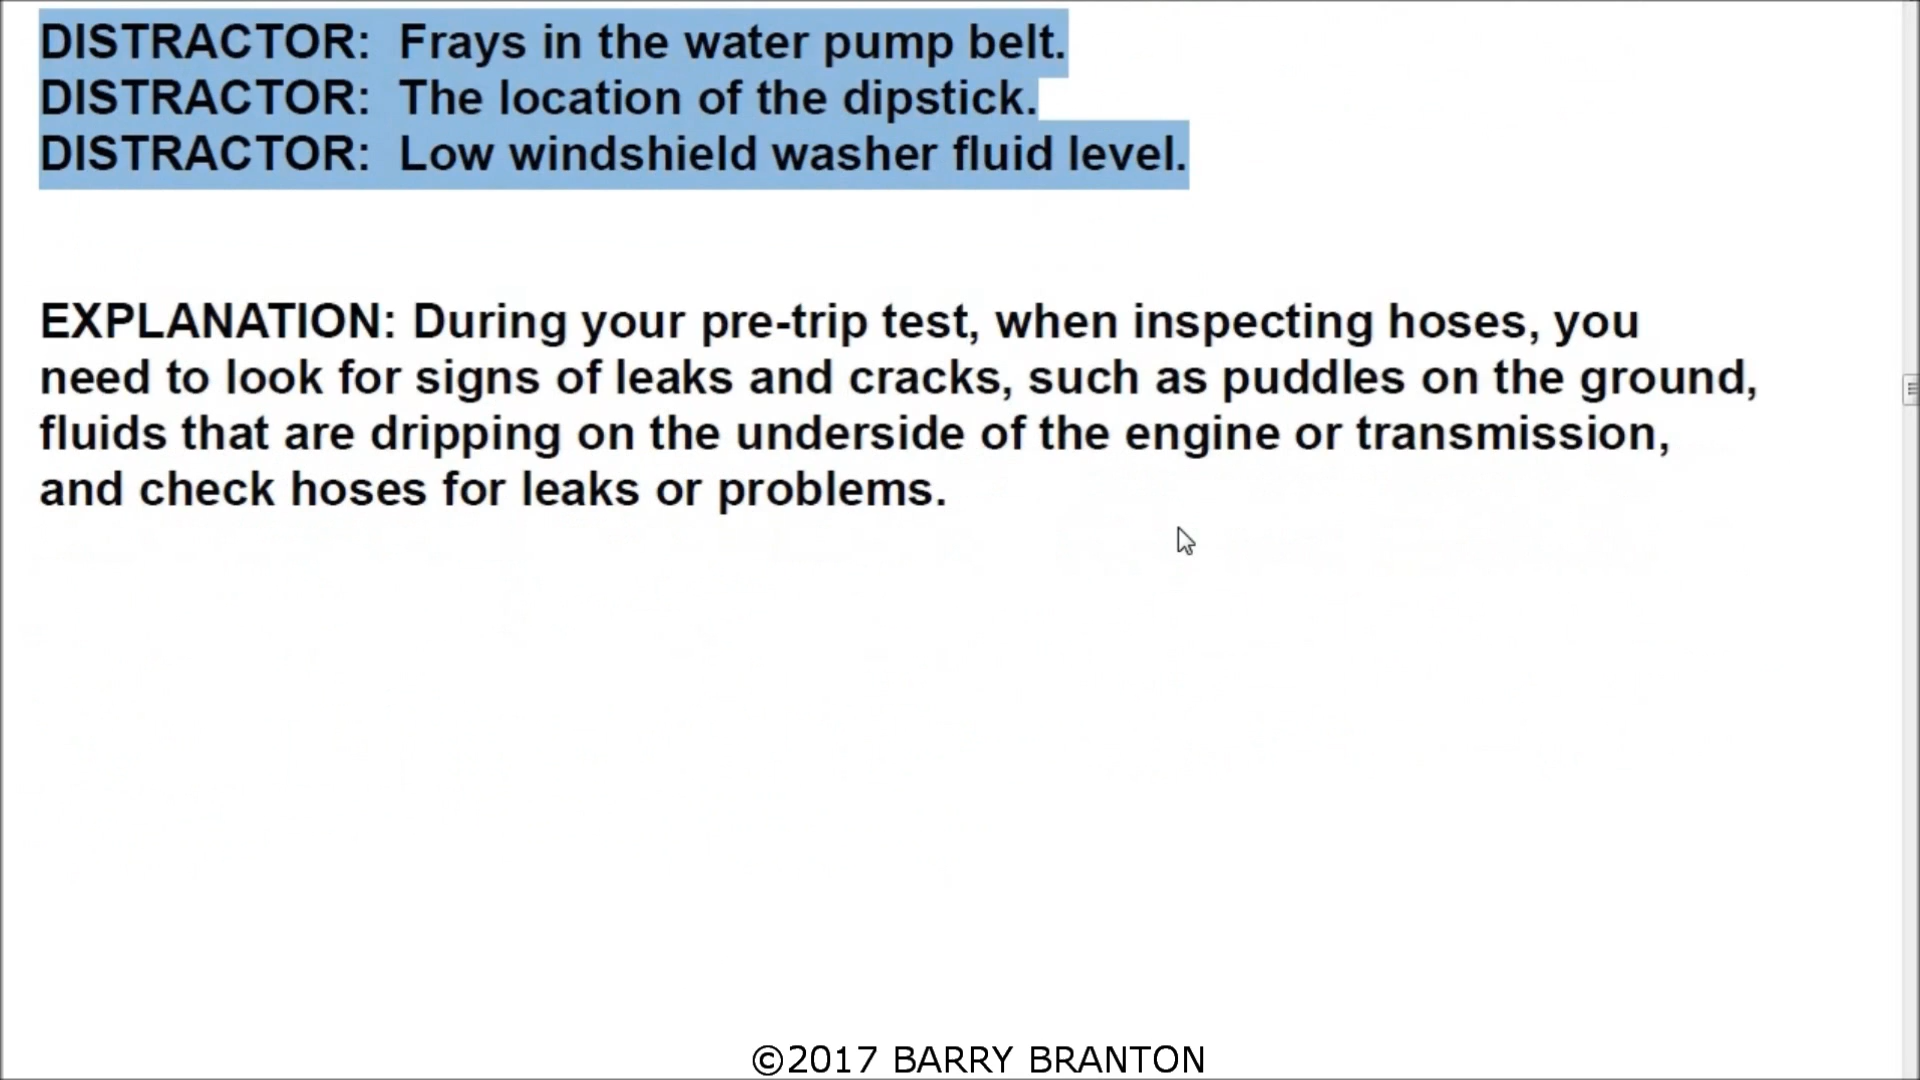 DISTRACTOR: Frays in the water pump belt.
DISTRACTOR: The location of the dipstick.
DISTRACTOR: Low windshield washer fluid level.
EXPLANATION: During your pre-trip test, when inspecting hoses, you
need to look for signs of leaks and cracks, such as puddles on the ground,
fluids that are dripping on the underside of the engine or transmission,
and check hoses for leaks or problems.
©2017 BARRY BRANTON